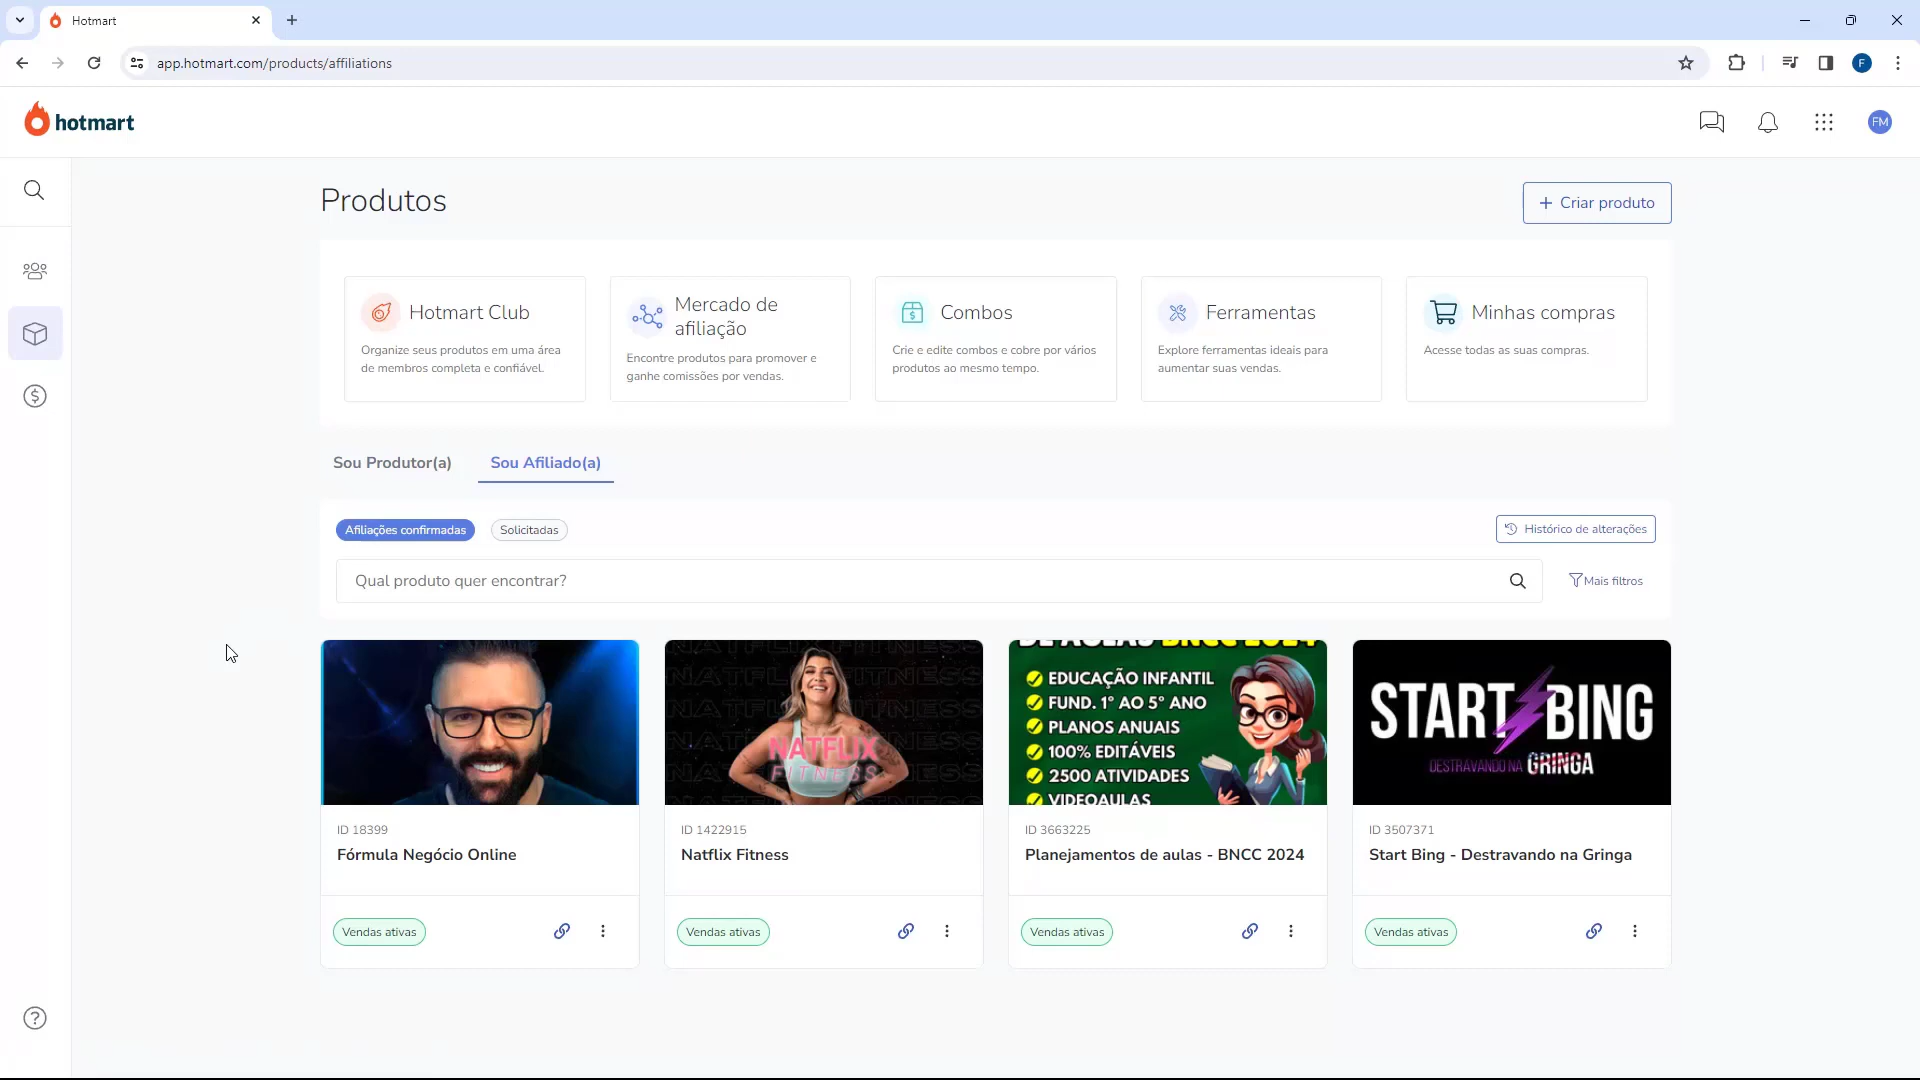 Hotmart
app.hotmart.com/products/affiliations
F
hotmart
FM
Produtos
+ Criar produto
Hotmart Club
Organize seus produtos em uma área
de membros completa e confiável.
Mercado de
afiliação
Encontre produtos para promover e
ganhe comissões por vendas.
Combos
Crie e edite combos e cobre por vários
produtos ao mesmo tempo.
Ferramentas
Explore ferramentas ideais para
aumentar suas vendas.
Minhas compras
Acesse todas as suas compras.
Sou Produtor(a)
Sou Afiliado(a)
Afiliações confirmadas
Solicitadas
Histórico de alterações
Qual produto quer encontrar?
Mais filtros
NATFLIX
FITNESS
DE AULAS BNCC 2024
EDUCAÇÃO INFANTIL
FUND. 1° AO 5° ANO
PLANOS ANUAIS
100% EDITÁVEIS
2500 ATIVIDADES
VIDEOAULAS
START BING
DESTRAVANDO NA GRINGA
ID 18399
Fórmula Negócio Online
ID 1422915
Natflix Fitness
ID 3663225
Planejamentos de aulas - BNCC 2024
ID 3507371
Start Bing - Destravando na Gringa
Vendas ativas
Vendas ativas
Vendas ativas
Vendas ativas